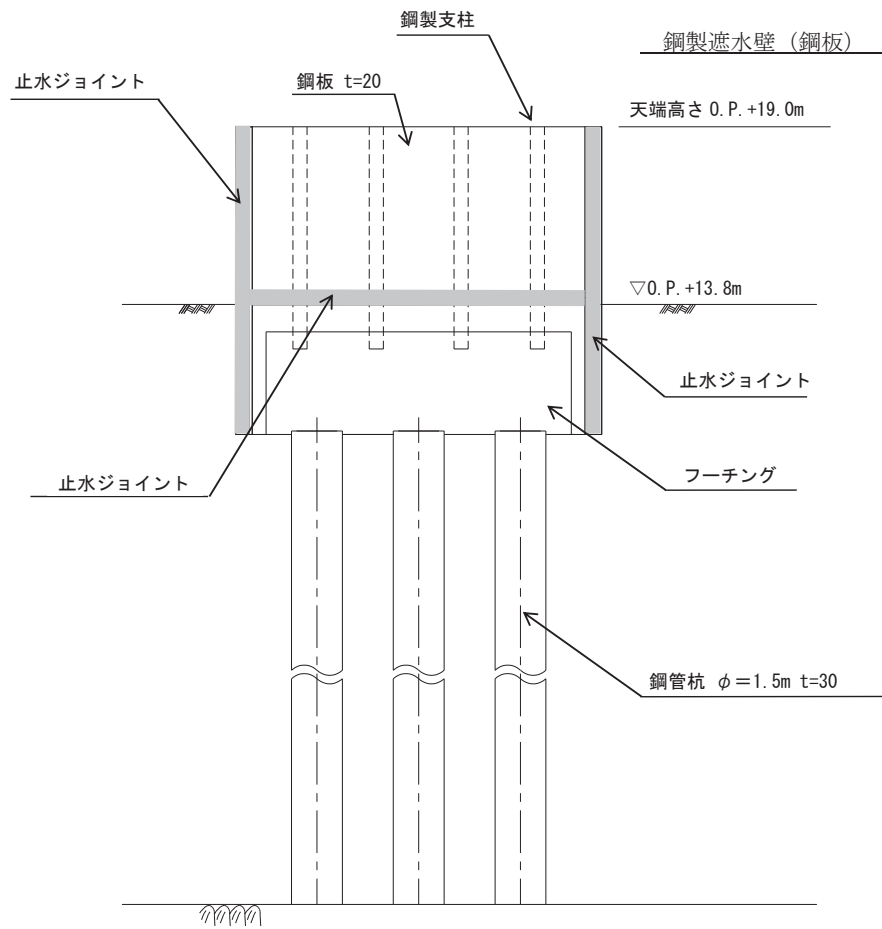 鋼製支柱
鋼製遮水壁（鋼板）
止水ジョイント
鋼板 t=20
天端高さ O.P.+19.0m
▽O.P.+13.8m
止水ジョイント
止水ジョイント
フーチング
鋼管杭 φ＝1.5m t=30